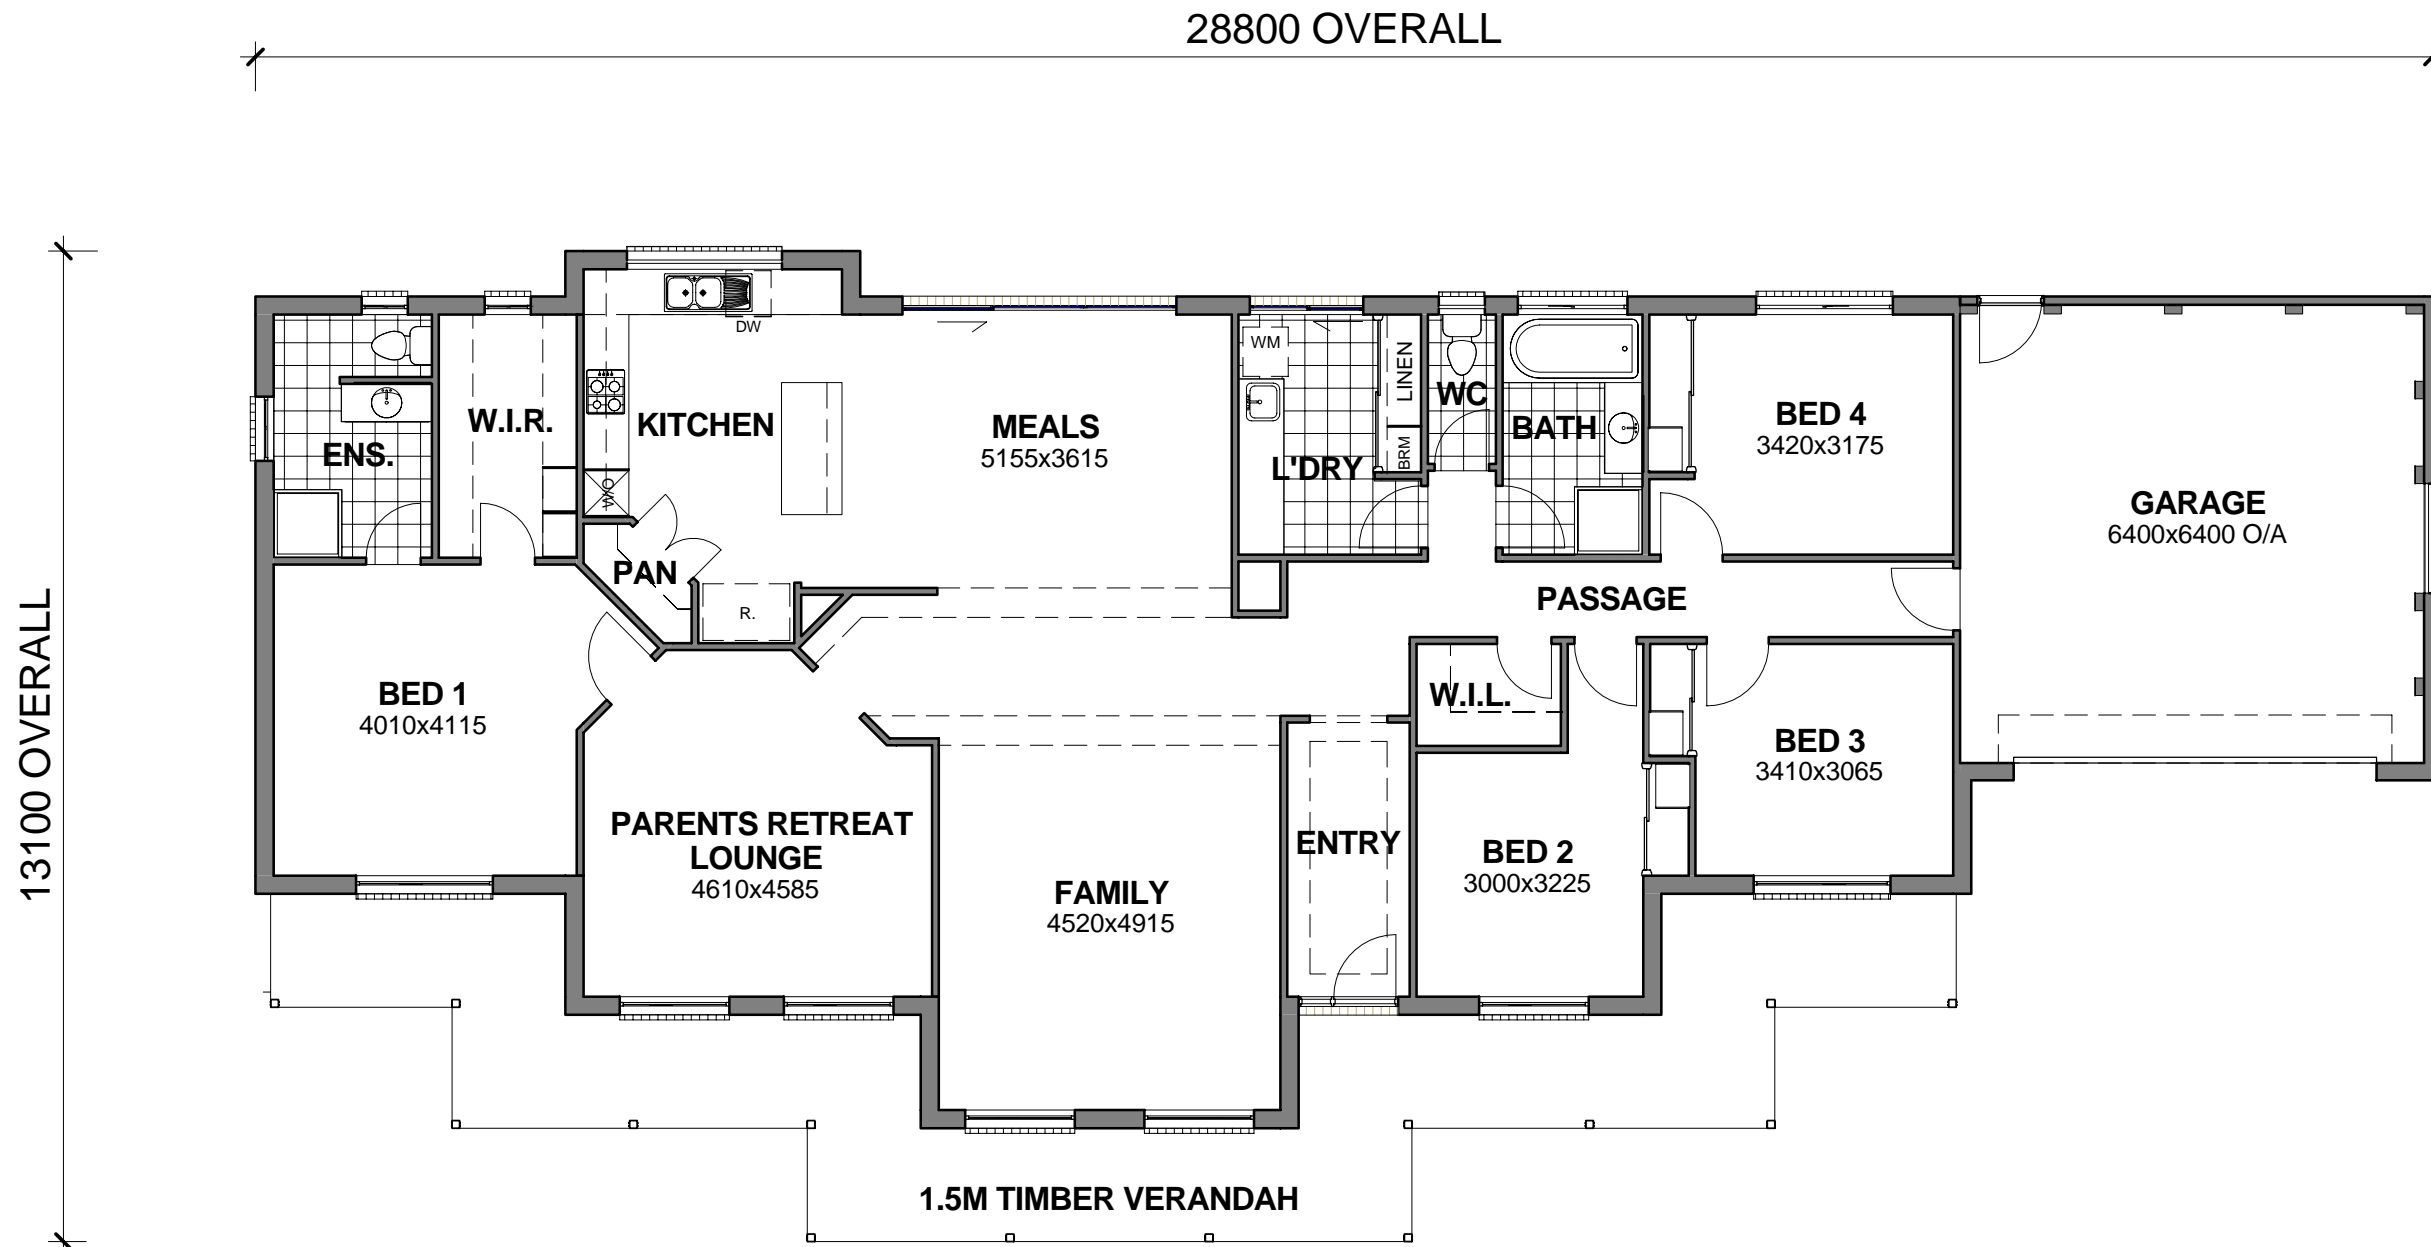 28800 OVERALL
13100 OVERALL
DW
WM
LINEN
BRM
WC
W.I.R.
KITCHEN
MEALS
5155x3615
BATH
BED 4
3420x3175
ENS.
L'DRY
W/O
GARAGE
6400x6400 O/A
PAN
R.
PASSAGE
BED 1
4010x4115
W.I.L.
BED 3
3410x3065
PARENTS RETREAT
LOUNGE
4610x4585
ENTRY
BED 2
3000x3225
FAMILY
4520x4915
1.5M TIMBER VERANDAH